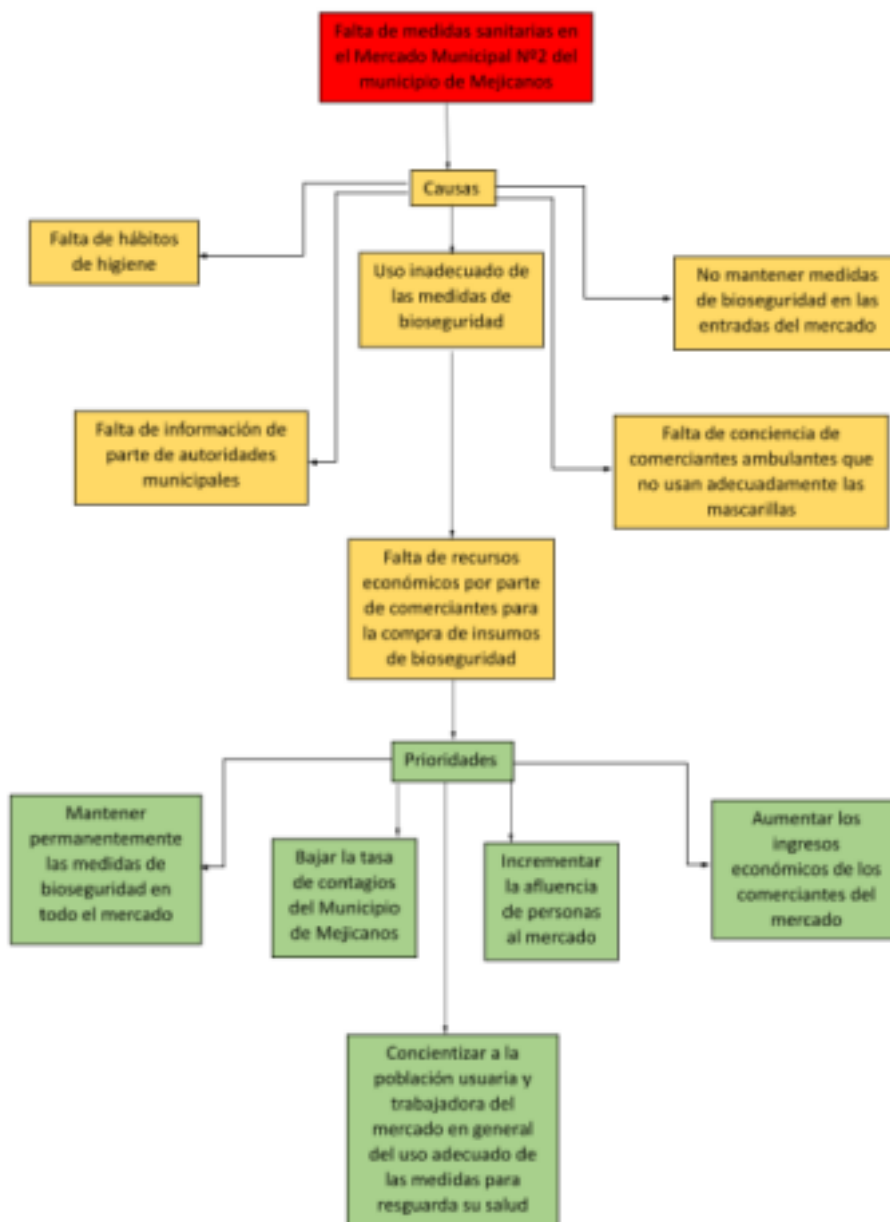 Falta de medidas sanitarias en
el Mercado Municipal Nº2 del
municipio de Mejicanos
Causas
Falta de hábitos
de higiene
Uso inadecuado de
las medidas de
bioseguridad
No mantener medidas
de bioseguridad en las
entradas del mercado
Falta de información de
parte de autoridades
municipales
Falta de conciencia de
comerciantes ambulantes que
no usan adecuadamente las
mascarillas
Falta de recursos
económicos por parte
de comerciantes para
la compra de insumos
de bioseguridad
Prioridades
Mantener
permanentemente
las medidas de
bioseguridad en
todo el mercado
Bajar la tasa
de contagios
del Municipio
de Mejicanos
Incrementar
la afluencia
de personas
al mercado
Aumentar los
ingresos
económicos de los
comerciantes del
mercado
Concientizar a la
población usuaria y
trabajadora del
mercado en general
del uso adecuado de
las medidas para
resguarda su salud